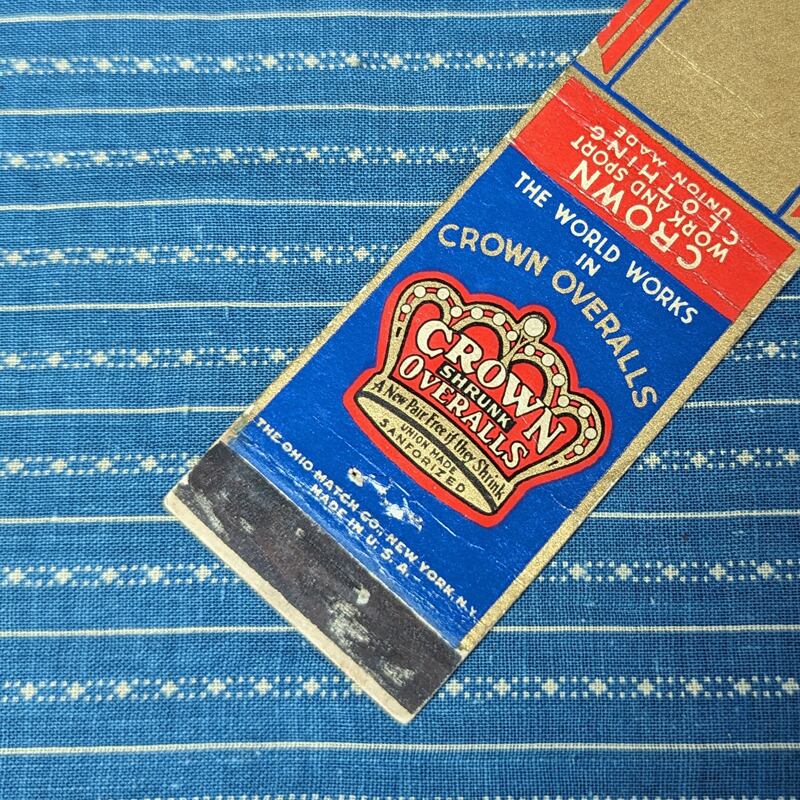 CROWN
WORK AND SPORT
CLOTHING
UNION MADE
THE WORLD WORKS
IN
CROWN OVERALLS
CROWN
SHRUNK
OVERALLS
A New Pair Free if they Shrink
UNION MADE
SANFORIZED
THE OHIO MATCH CO., NEW YORK, N.Y.
MADE IN U.S.A.